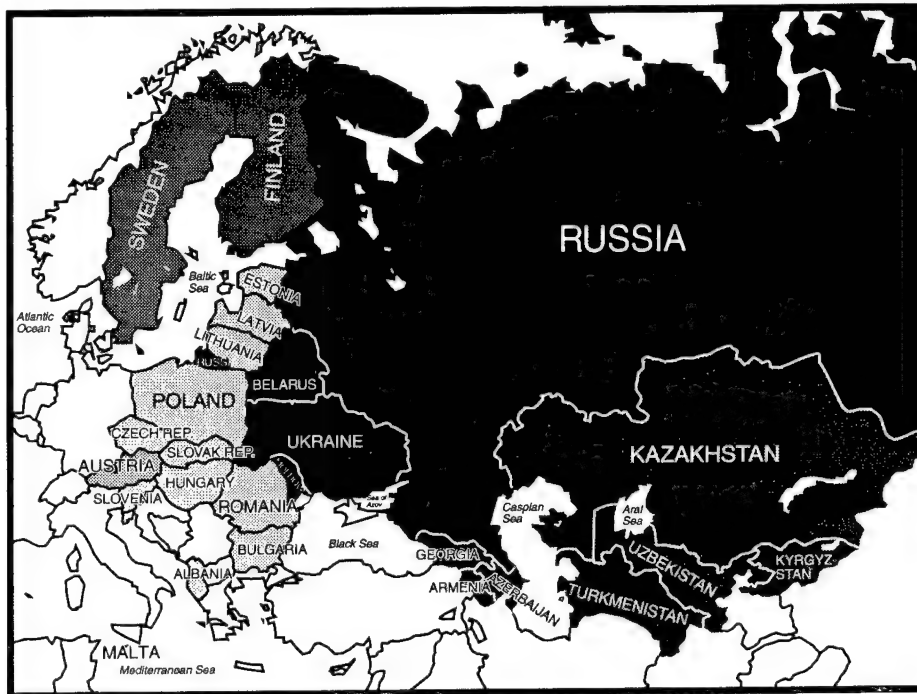 SWEDEN
FINLAND
RUSSIA
Baltic
Sea
ESTONIA
Atlantic
Ocean
LATVIA
LITHUANIA
BELARUS
POLAND
UKRAINE
CZECH REP.
SLOVAK REP.
KAZAKHSTAN
AUSTRIA
HUNGARY
SLOVENIA
ROMANIA
Sea of
Azov
Caspian
Sea
Aral
Sea
Black Sea
BULGARIA
GEORGIA
UZBEKISTAN
KYRGYZ-
STAN
ALBANIA
ARMENIA
AZERBAIJAN
TURKMENISTAN
MALTA
Mediterranean Sea